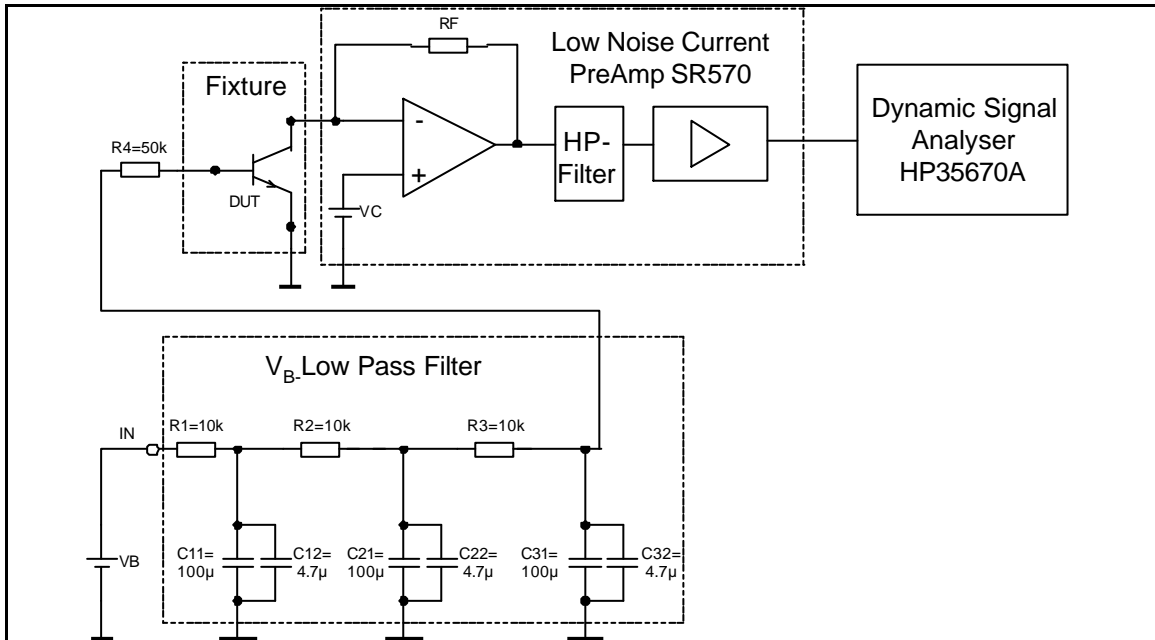 RF
Low Noise Current
PreAmp SR570
Fixture
R4=50k
DUT
-
+
VC
HP-
Filter
Dynamic Signal
Analyser
HP35670A
VB-Low Pass Filter
IN
R1=10k
R2=10k
R3=10k
VB
C11=
100µ
C12=
4.7µ
C21=
100µ
C22=
4.7µ
C31=
100µ
C32=
4.7µ